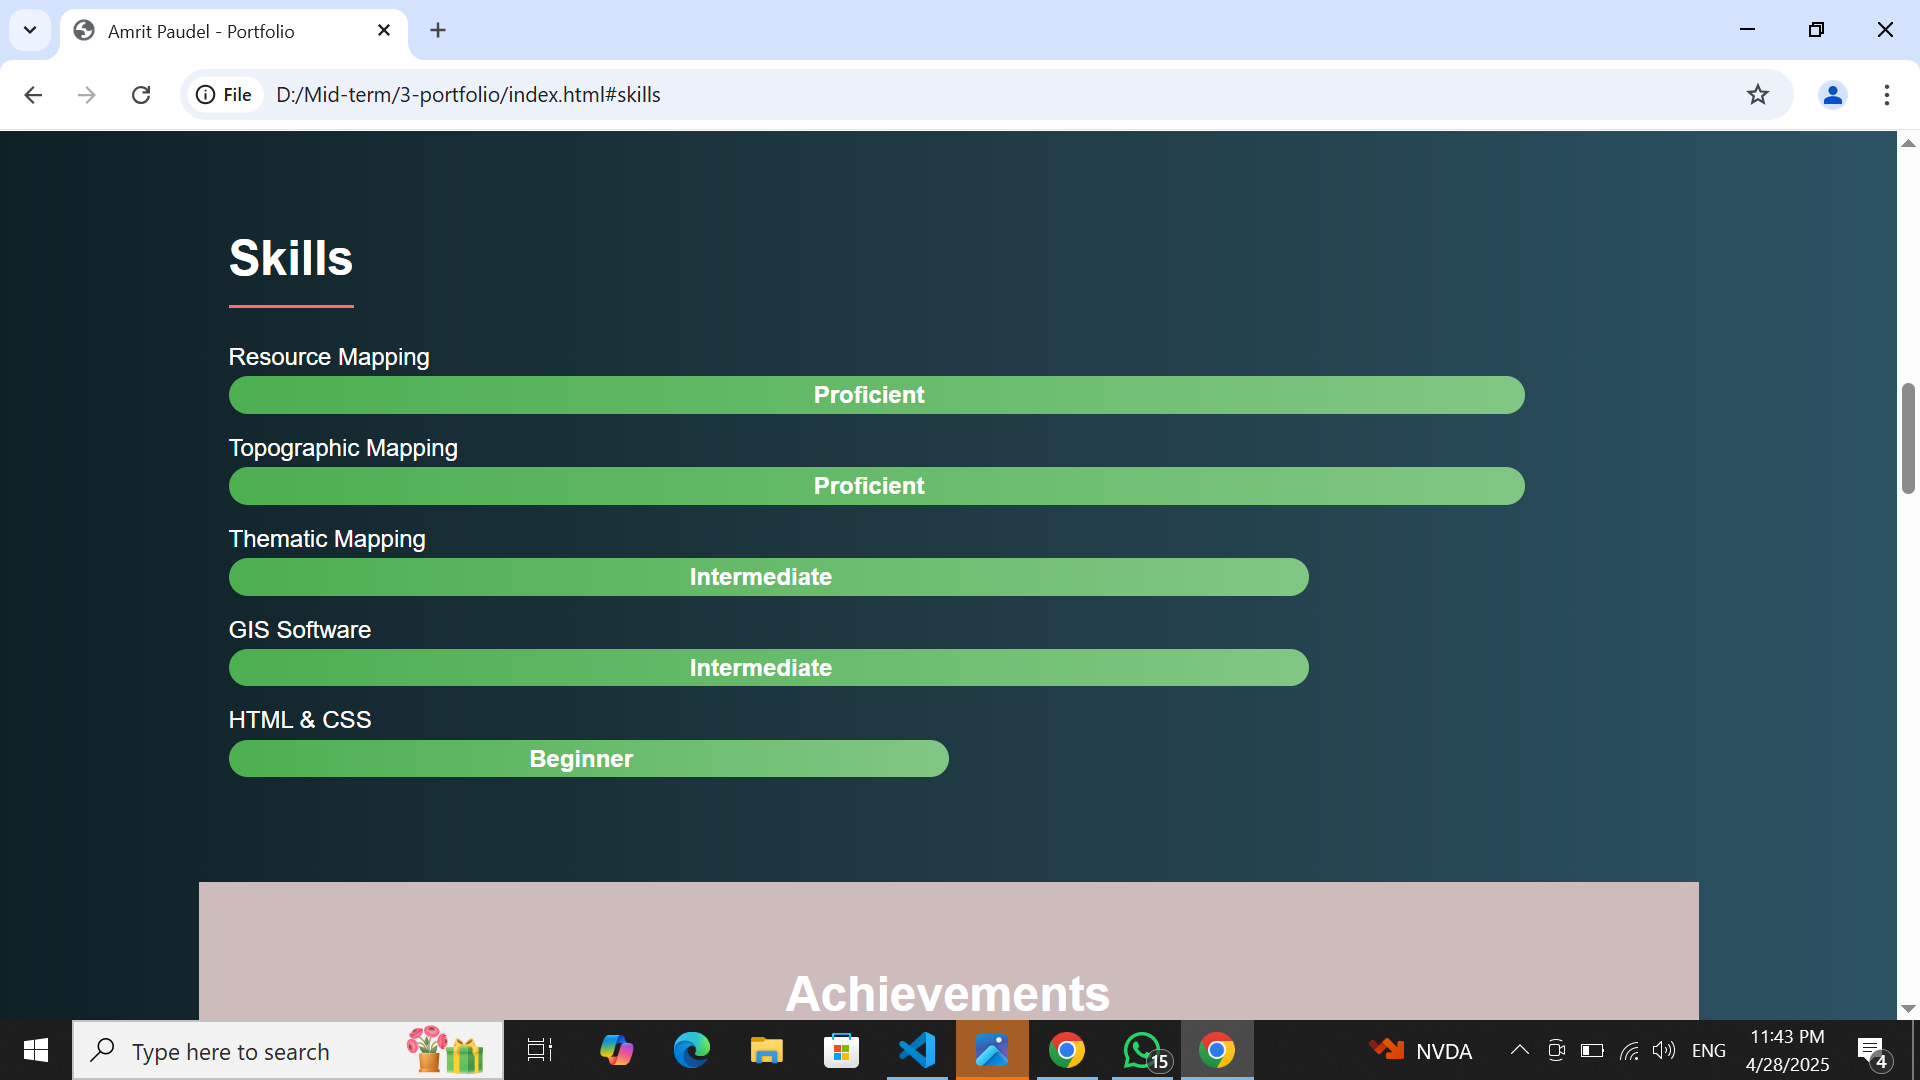 Amrit Paudel - Portfolio
File
D:/Mid-term/3-portfolio/index.html#skills
Skills
Resource Mapping
Proficient
Topographic Mapping
Proficient
Thematic Mapping
Intermediate
GIS Software
Intermediate
HTML & CSS
Beginner
Achievements
Type here to search
15
NVDA
ENG
11:43 PM
4/28/2025
4